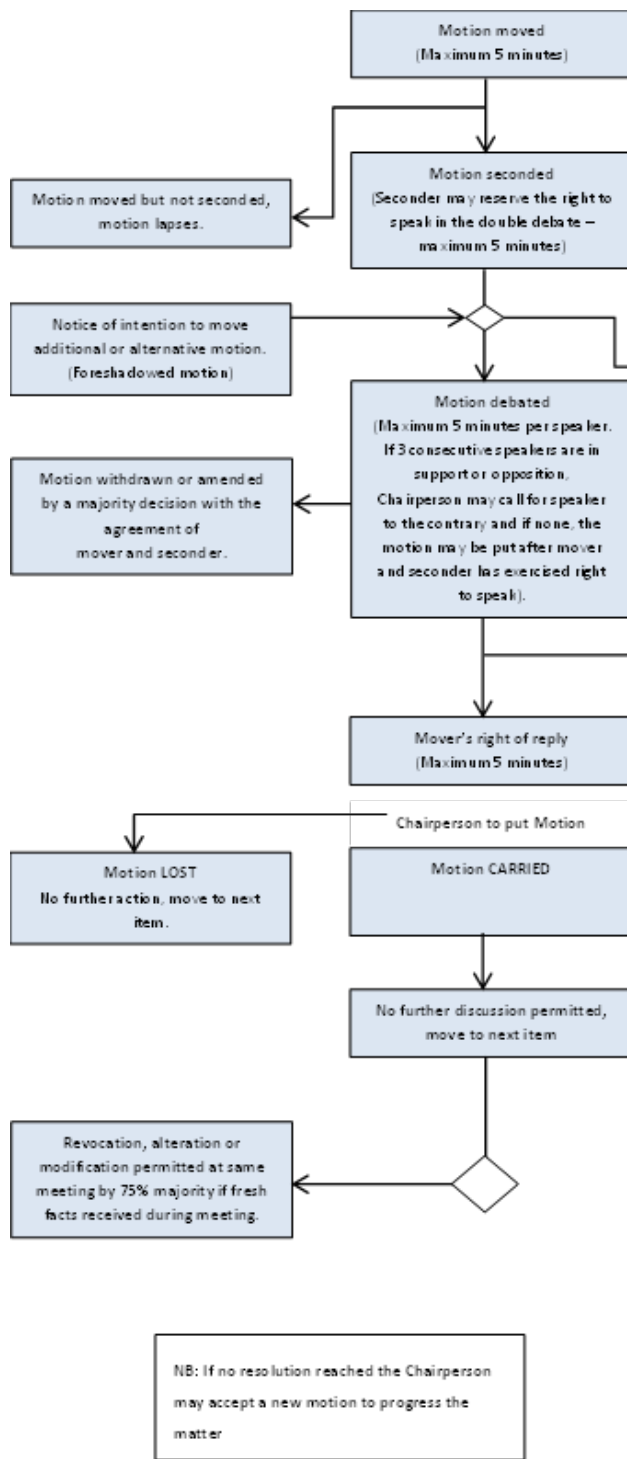 Motion moved
(Maximum 5 minutes)
Motion moved but not seconded,
motion lapses.
Motion seconded
(Seconder may reserve the right to
speak in the double debate –
maximum 5 minutes)
Notice of intention to move
additional or alternative motion.
(Foreshadowed motion)
Motion debated
(Maximum 5 minutes per speaker.
If 3 consecutive speakers are in
support or opposition,
Chairperson may call for speaker
to the contrary and if none, the
motion may be put after mover
and seconder has exercised right
to speak).
Motion withdrawn or amended
by a majority decision with the
agreement of
mover and seconder.
Mover's right of reply
(Maximum 5 minutes)
Chairperson to put Motion
Motion LOST
No further action, move to next
item.
Motion CARRIED
No further discussion permitted,
move to next item
Revocation, alteration or
modification permitted at same
meeting by 75% majority if fresh
facts received during meeting.
NB: If no resolution reached the Chairperson
may accept a new motion to progress the
matter